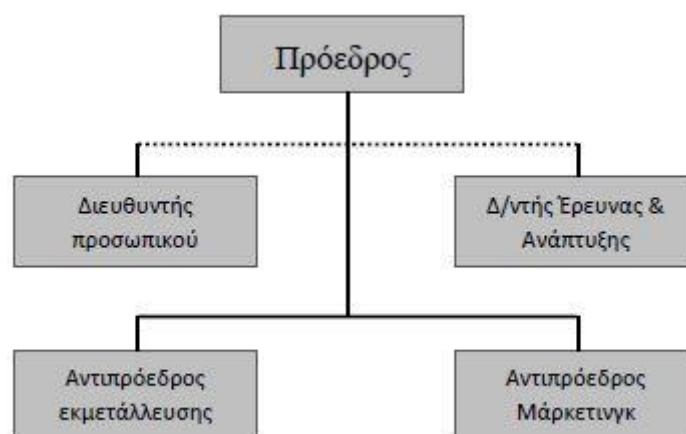 Πρόεδρος
Διευθυντής
προσωπικού
Δ/ντής Έρευνας &
Ανάπτυξης
Αντιπρόεδρος
εκμετάλλευσης
Αντιπρόεδρος
Μάρκετινγκ